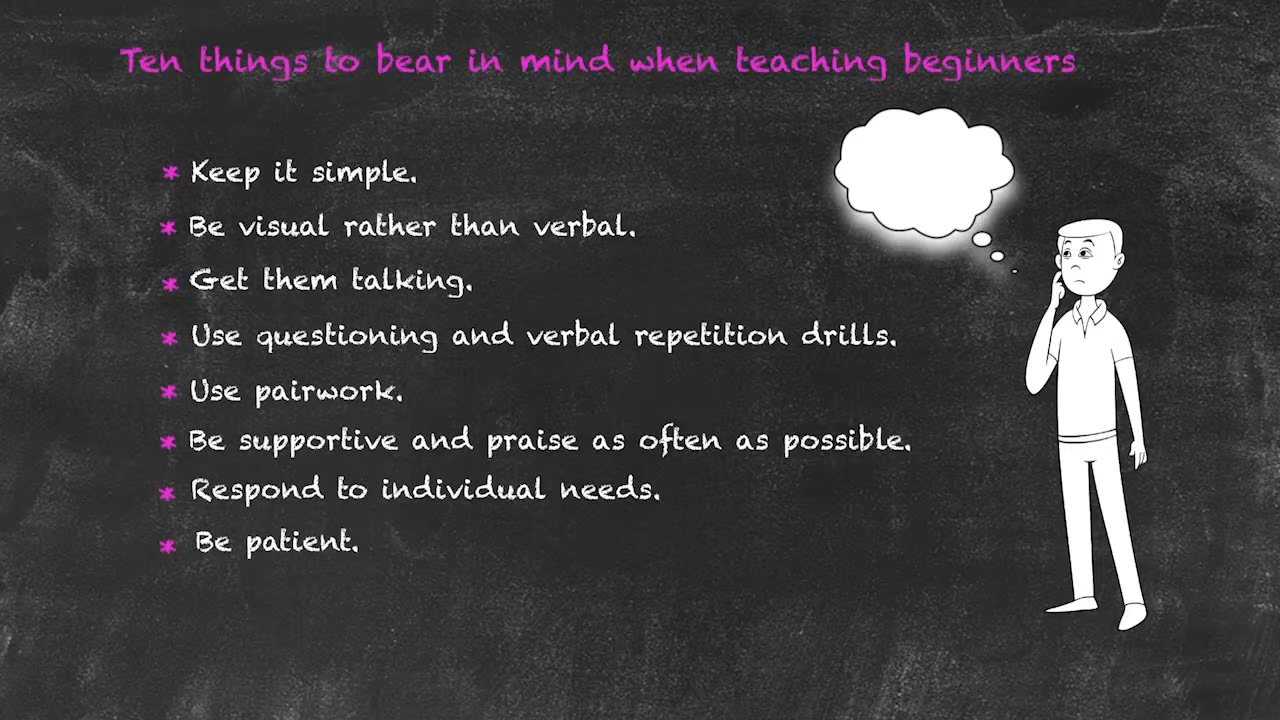 Ten things to bear in mind when teaching beginners
* Keep it simple.
* Be visual rather than verbal.
* Get them talking.
* Use questioning and verbal repetition drills.
* Use pairwork.
* Be supportive and praise as often as possible.
* Respond to individual needs.
* Be patient.